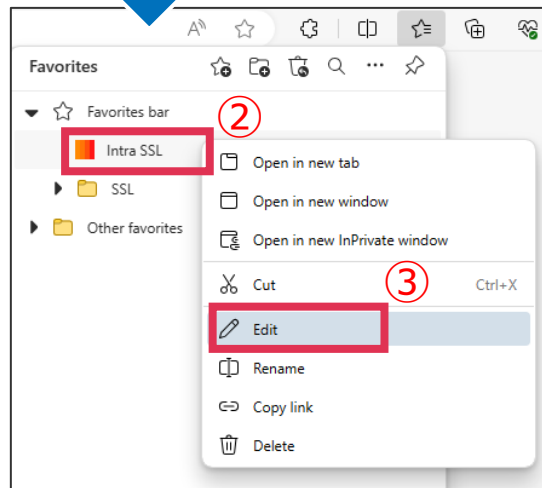 Favorites
Favorites bar
②
Intra SSL
Open in new tab
SSL
Open in new window
Other favorites
Open in new InPrivate window
③
Cut Ctrl+X
Edit
Rename
Copy link
Delete